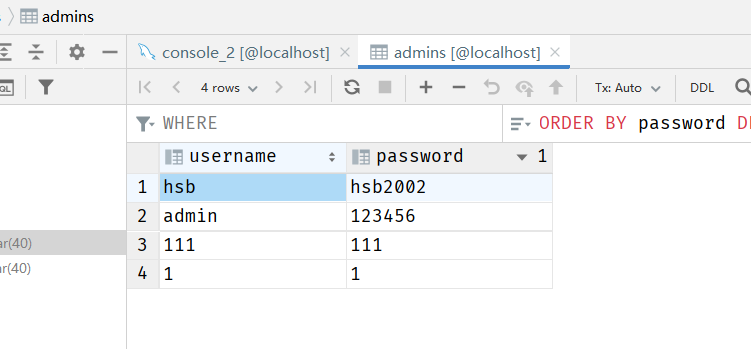 admins
console_2 [@localhost]
admins [@localhost]
4 rows
Tx: Auto
DDL
WHERE
ORDER BY password D
username
password
1
1 hsb hsb2002
2 admin 123456
3 111 111
4 1 1
ar(40)
ar(40)